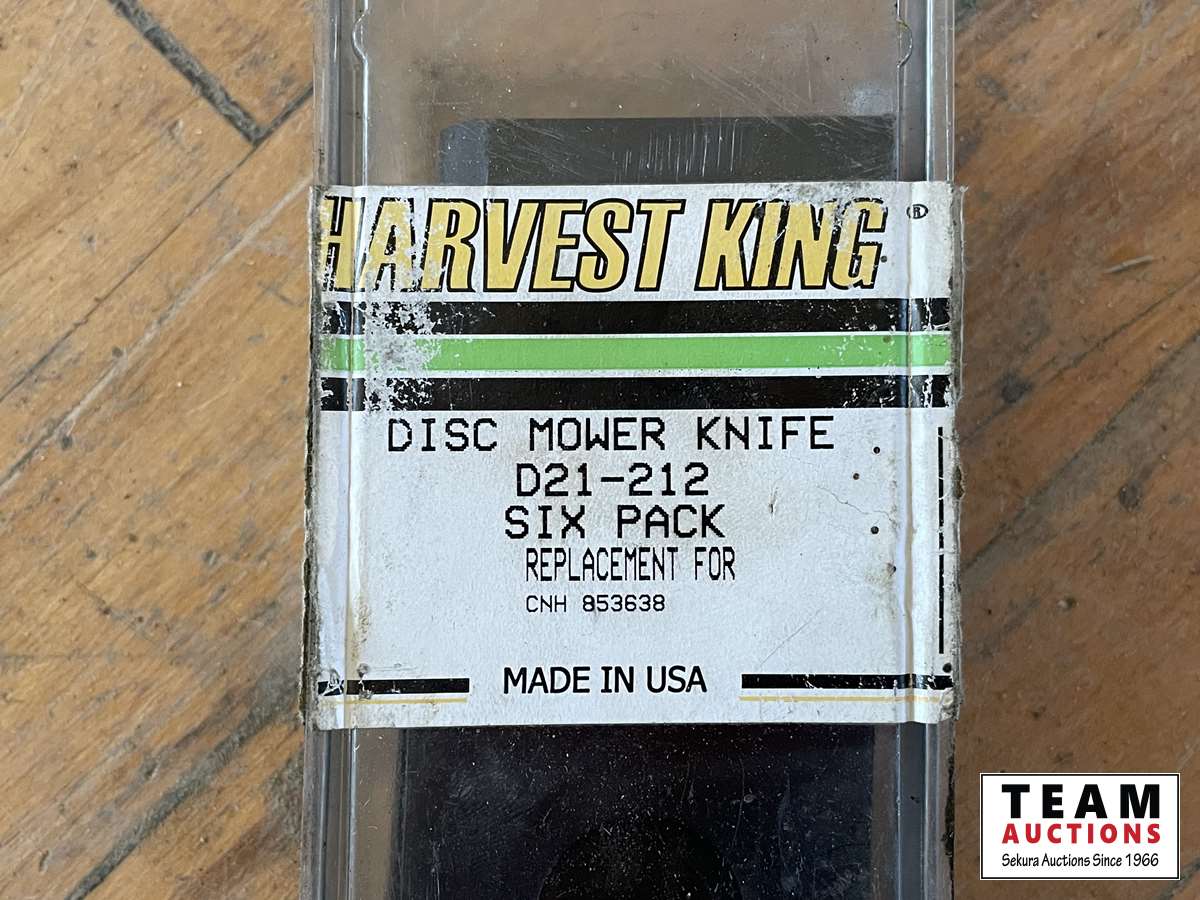 HARVEST KING ®
DISC MOWER KNIFE
D21-212
SIX PACK
REPLACEMENT FOR
CNH 853638
MADE IN USA
TEAM
AUCTIONS
Sekura Auctions Since 1966